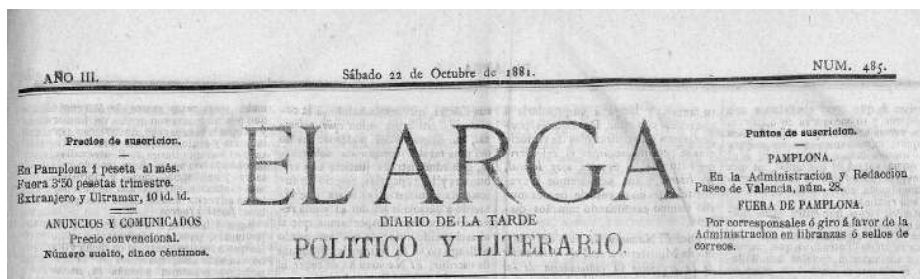 AÑO III.
Sábado 22 de Octubre de 1881.
NUM. 485.
Precios de suscricion.
En Pamplona 1 peseta al més.
Fuera 3'50 pesetas trimestre.
Extranjero y Ultramar, 10 id. id.
ANUNCIOS Y COMUNICADOS
Precio convencional.
Número suelto, cinco céntimos.
EL ARGA
DIARIO DE LA TARDE
POLITICO Y LITERARIO.
Puntos de suscricion.
PAMPLONA.
En la Administracion y Redaccion
Paseo de Valencia, núm. 28.
FUERA DE PAMPLONA.
Por corresponsales ó giro á favor de la
Administracion en libranzas ó sellos de
correos.